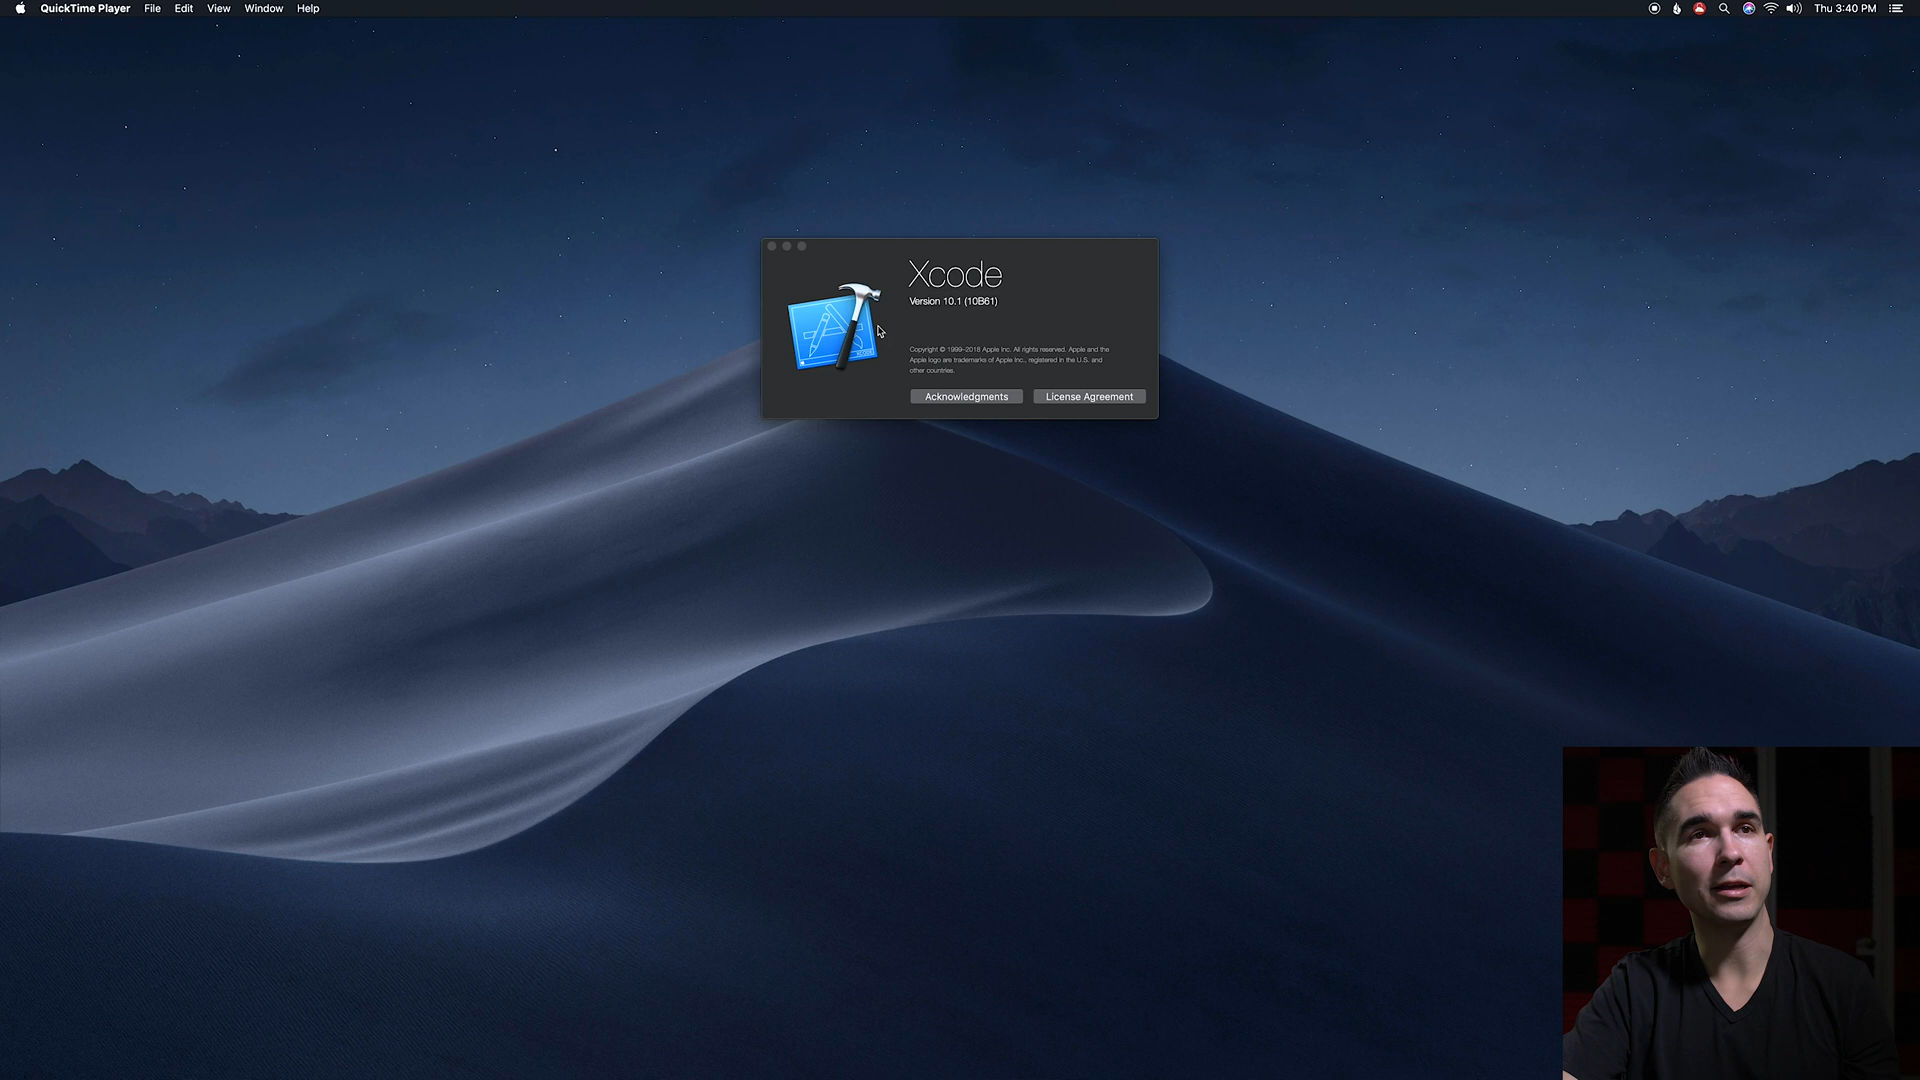 QuickTime Player File Edit View Window Help
Thu 3:40 PM
Xcode
Version 10.1 (10B61)
Copyright © 1999–2018 Apple Inc. All rights reserved. Apple and the
Apple logo are trademarks of Apple Inc., registered in the U.S. and
other countries.
Acknowledgments License Agreement